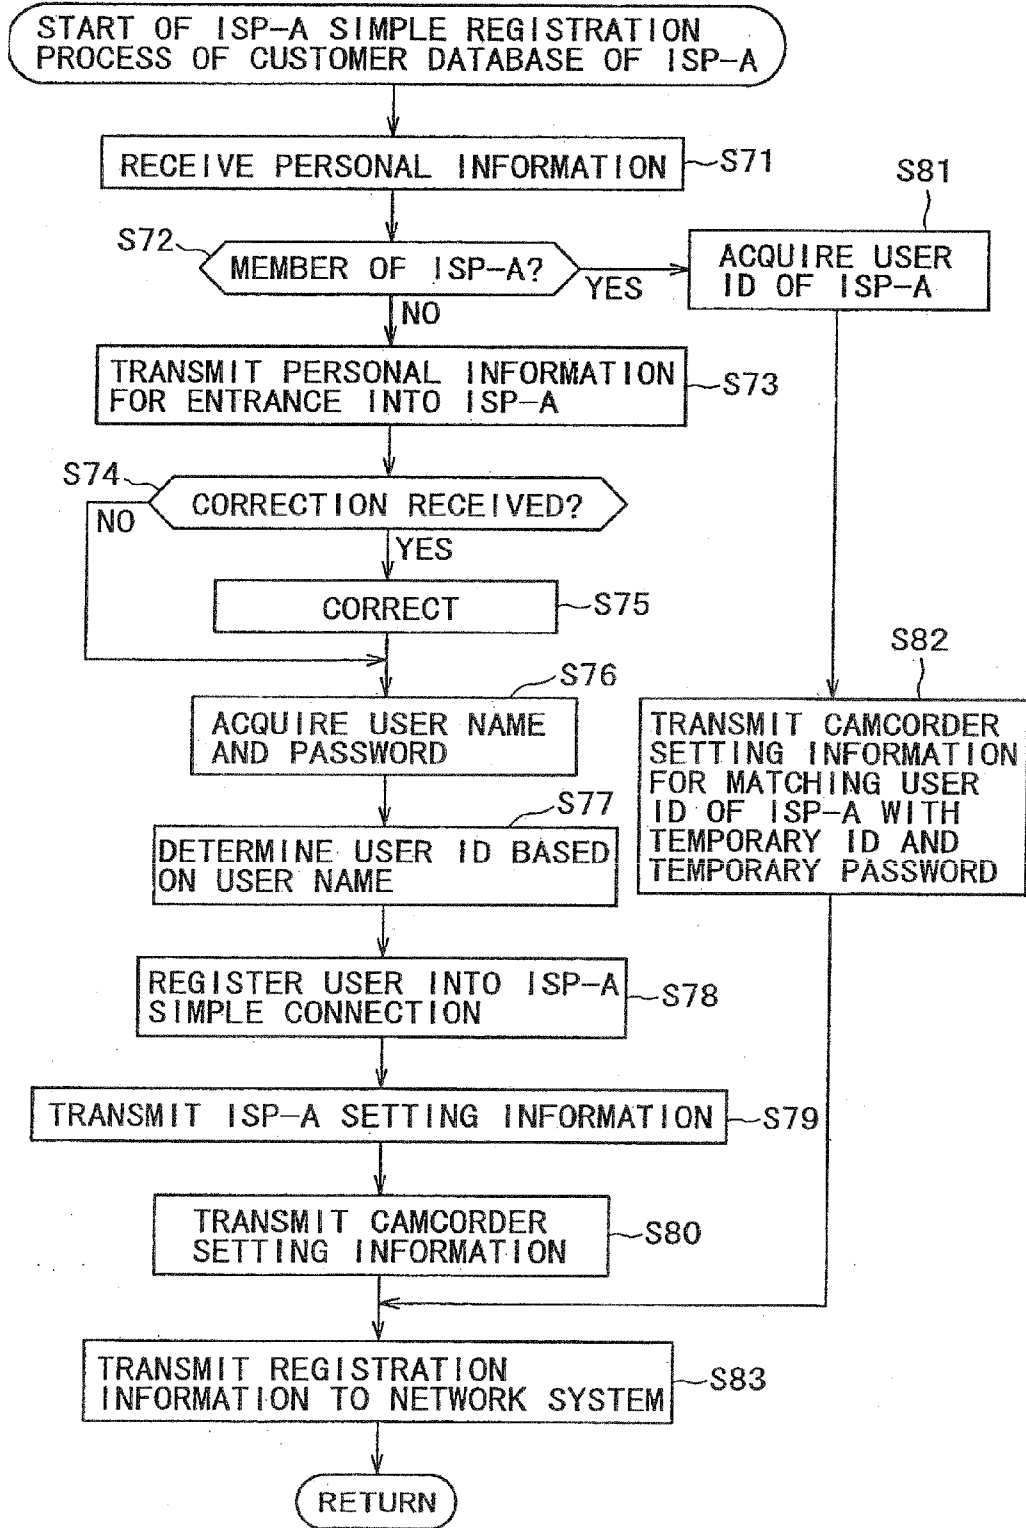 START OF ISP-A SIMPLE REGISTRATION
PROCESS OF CUSTOMER DATABASE OF ISP-A
RECEIVE PERSONAL INFORMATION
S71
S72
MEMBER OF ISP-A?
YES
NO
S81
ACQUIRE USER
ID OF ISP-A
TRANSMIT PERSONAL INFORMATION
FOR ENTRANCE INTO ISP-A
S73
S74
CORRECTION RECEIVED?
NO
YES
CORRECT
S75
S76
ACQUIRE USER NAME
AND PASSWORD
S82
TRANSMIT CAMCORDER
SETTING INFORMATION
FOR MATCHING USER
ID OF ISP-A WITH
TEMPORARY ID AND
TEMPORARY PASSWORD
S77
DETERMINE USER ID BASED
ON USER NAME
REGISTER USER INTO ISP-A
SIMPLE CONNECTION
S78
TRANSMIT ISP-A SETTING INFORMATION
S79
TRANSMIT CAMCORDER
SETTING INFORMATION
S80
TRANSMIT REGISTRATION
INFORMATION TO NETWORK SYSTEM
S83
RETURN